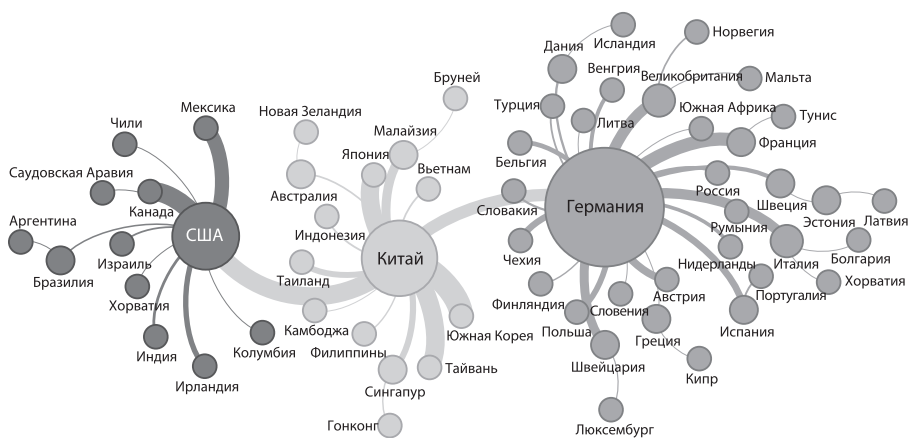 Исландия
Норвегия
Дания
Венгрия
Великобритания
Мальта
Бруней
Турция
Южная Африка
Тунис
Новая Зеландия
Мексика
Чили
Малайзия
Литва
Франция
Япония
Вьетнам
Бельгия
Саудовская Аравия
Канада
Австралия
Словакия
Германия
Россия
Швеция
Эстония
Латвия
Аргентина
США
Индонезия
Румыния
Бразилия
Израиль
Китай
Чехия
Нидерланды
Италия
Болгария
Таиланд
Хорватия
Хорватия
Финляндия
Словения
Австрия
Португалия
Индия
Колумбия
Камбоджа
Филиппины
Южная Корея
Польша
Греция
Испания
Ирландия
Сингапур
Тайвань
Швейцария
Кипр
Гонконг
Люксембург